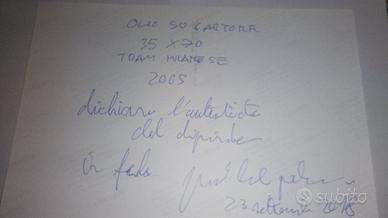 OLIO SU CARTONE
35 X 70
TRAM MILANESE
2005
dichiaro l'autenticità
del dipinto
in fede
23 settembre 2018
subito